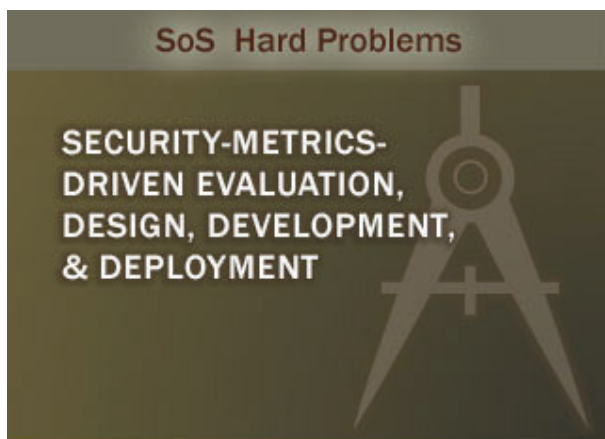 SoS Hard Problems
SECURITY-METRICS-
DRIVEN EVALUATION,
DESIGN, DEVELOPMENT,
& DEPLOYMENT